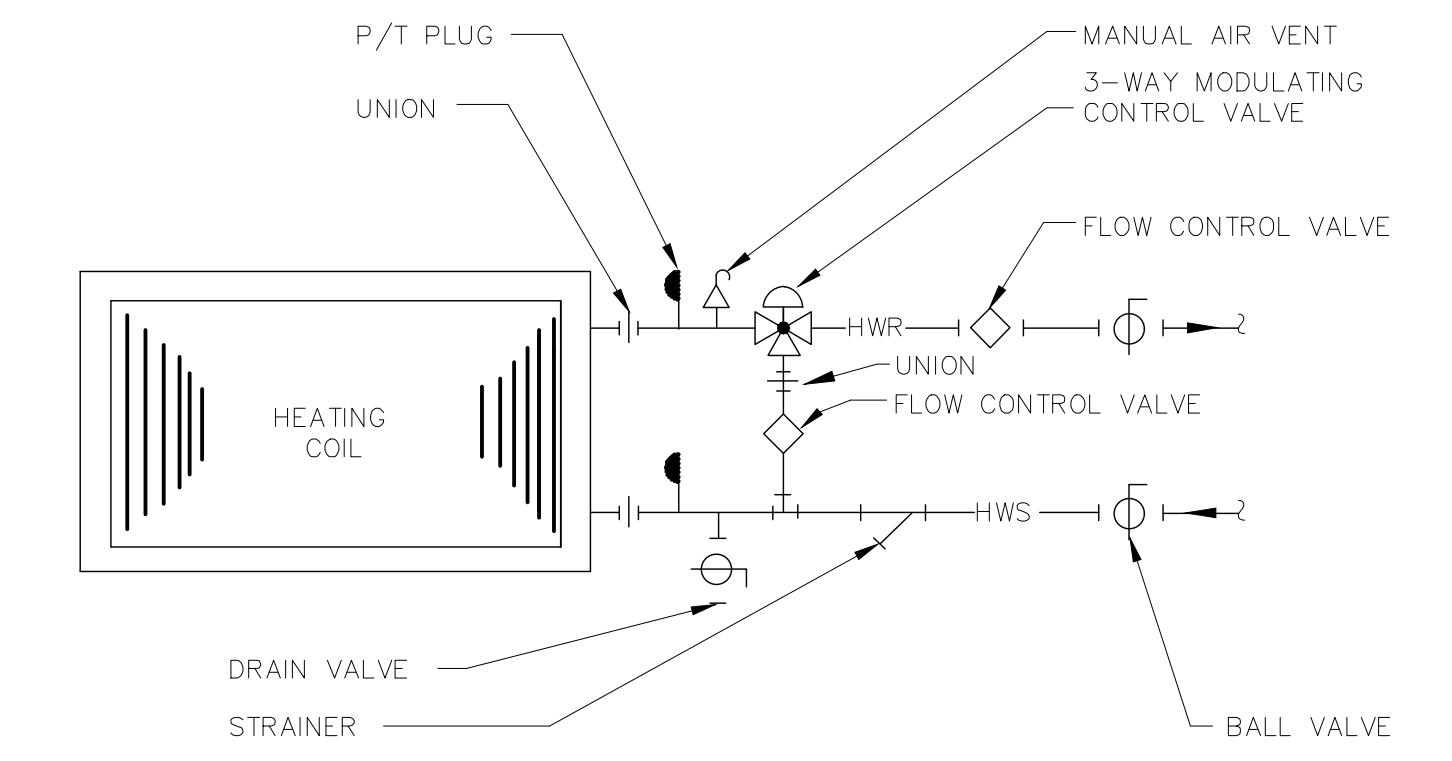 P/T PLUG
MANUAL AIR VENT
3-WAY MODULATING
CONTROL VALVE
UNION
FLOW CONTROL VALVE
HWR
UNION
FLOW CONTROL VALVE
HEATING
COIL
HWS
DRAIN VALVE
STRAINER
BALL VALVE